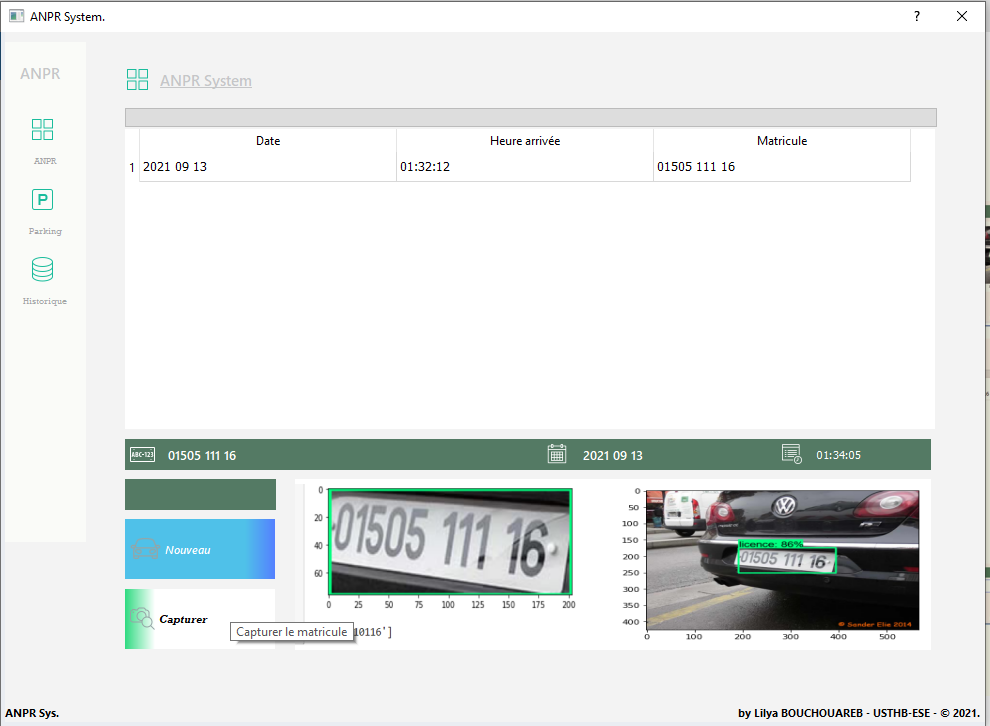 ANPR System.
?
ANPR
ANPR System
ANPR
Parking
Historique
Date Heure arrivée Matricule
1 2021 09 13 01:32:12 01505 111 16
ABC-123 01505 111 16 2021 09 13 01:34:05
Nouveau
Capturer
Capturer le matricule
0
20
40
60
01505 111 16
0 25 50 75 100 125 150 175 200
10116']
0
50
100
150
200
250
300
350
400
licence: 86%
01505 111 16
© Sander Elie 2014
0 100 200 300 400 500
ANPR Sys.
by Lilya BOUCHOUAREB - USTHB-ESE - © 2021.